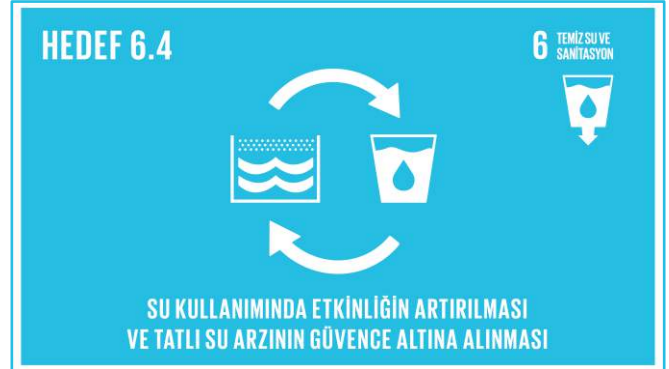 HEDEF 6.4
6 TEMİZ SU VE
SANİTASYON
SU KULLANIMINDA ETKİNLİĞİN ARTIRILMASI
VE TATLI SU ARZININ GÜVENCE ALTINA ALINMASI